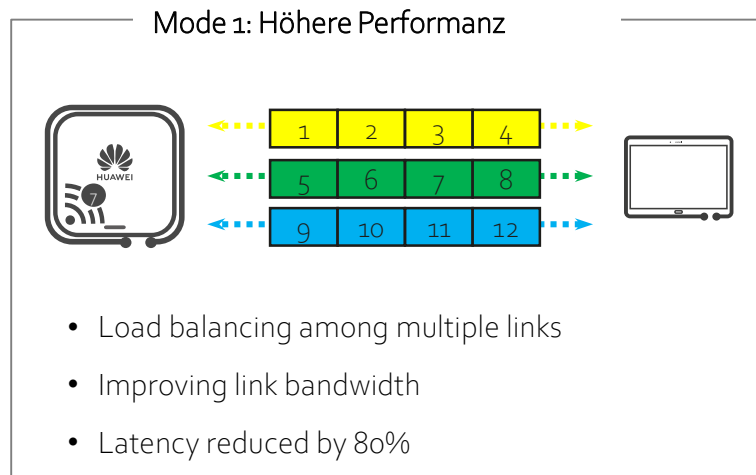 Mode 1: Höhere Performanz
1 2 3 4
HUAWEI
7
5 6 7 8
9 10 11 12
• Load balancing among multiple links
• Improving link bandwidth
• Latency reduced by 80%